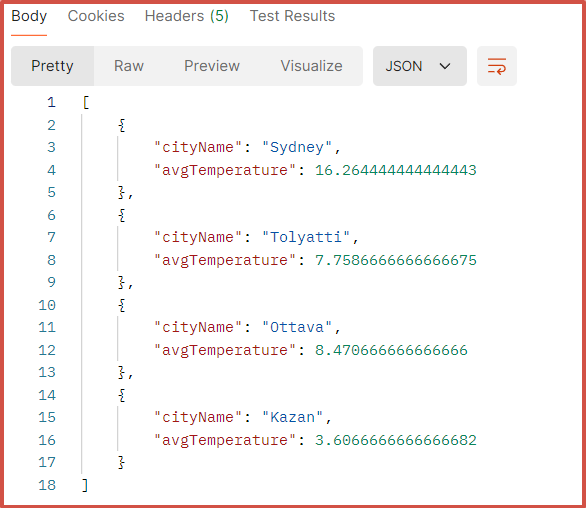 Body Cookies Headers (5) Test Results
Pretty Raw Preview Visualize JSON
1 [
2 {
3 "cityName": "Sydney",
4 "avgTemperature": 16.264444444444443
5 },
6 {
7 "cityName": "Tolyatti",
8 "avgTemperature": 7.7586666666666675
9 },
10 {
11 "cityName": "Ottava",
12 "avgTemperature": 8.470666666666666
13 },
14 {
15 "cityName": "Kazan",
16 "avgTemperature": 3.6066666666666682
17 }
18 ]